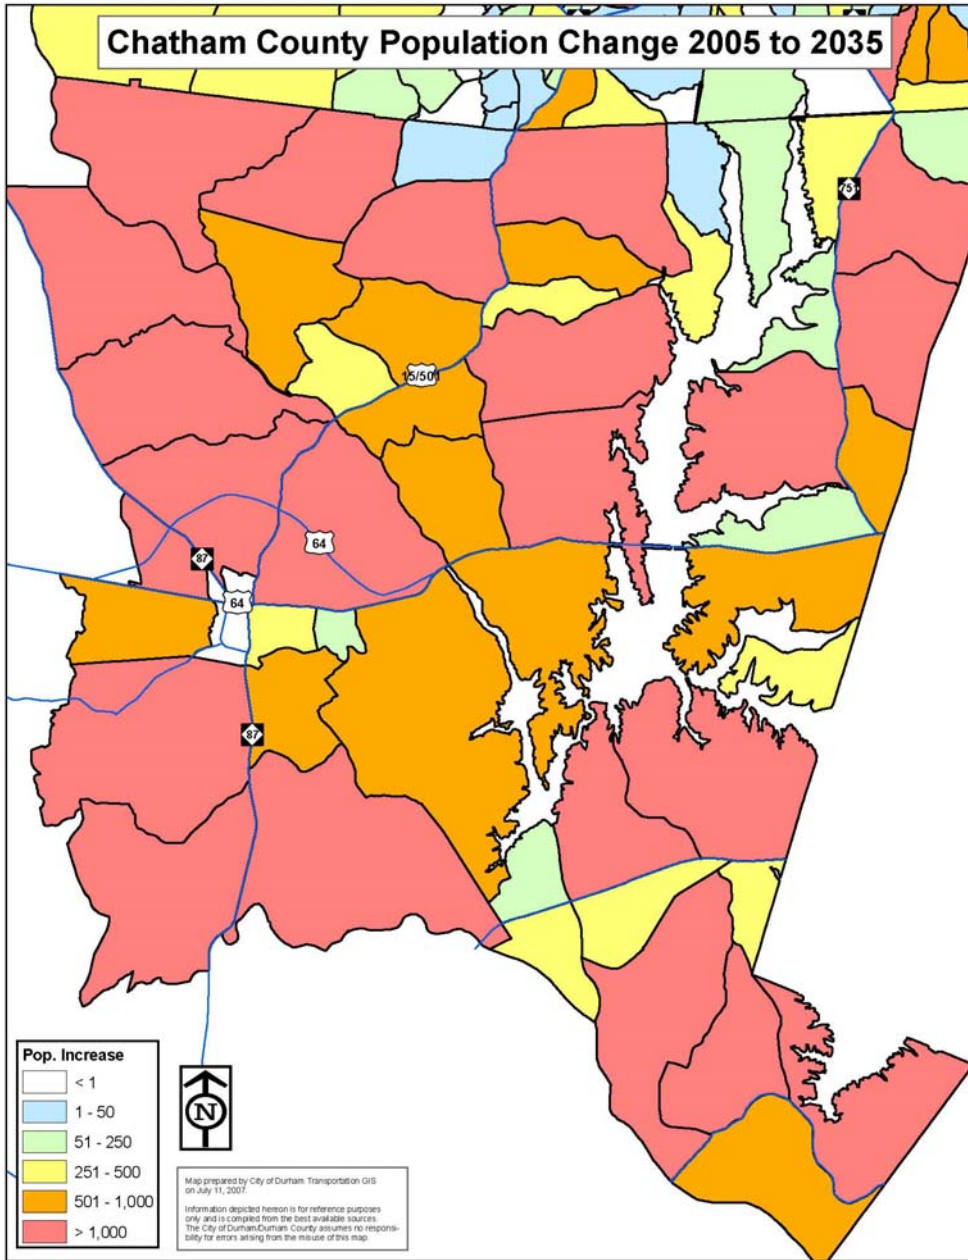 Chatham County Population Change 2005 to 2035
751
15/501
64
87
64
87
Pop. Increase
< 1
1 - 50
51 - 250
251 - 500
501 - 1,000
> 1,000
N
Map prepared by City of Durham Transportation GIS
on July 11, 2007.
Information depicted hereon is for reference purposes
only and is compiled from the best available sources.
The City of Durham/Durham County assumes no responsi-
bility for errors arising from the misuse of this map.